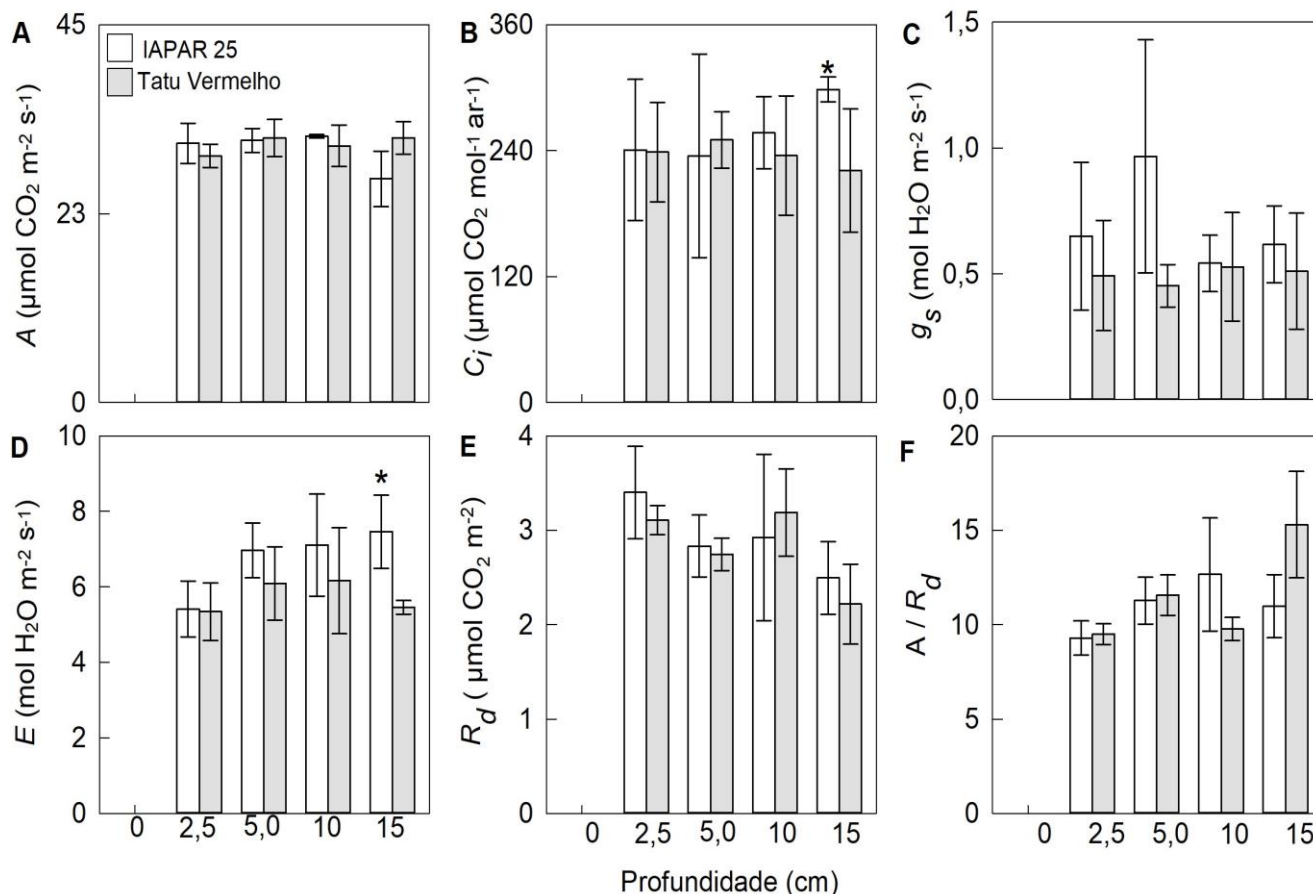 A
45
23
0
A (μmol CO₂ m⁻² s⁻¹)
IAPAR 25
Tatu Vermelho
B
360
240
120
0
Cᵢ (μmol CO₂ mol⁻¹ ar⁻¹)
*
C
1,5
1,0
0,5
0,0
gₛ (mol H₂O m⁻² s⁻¹)
D
10
8
6
4
2
0
E (mol H₂O m⁻² s⁻¹)
*
0 2,5 5,0 10 15
E
4
3
2
1
0
R_d ( μmol CO₂ m⁻²)
0 2,5 5,0 10 15
F
20
15
10
5
0
A / R_d
0 2,5 5,0 10 15
Profundidade (cm)